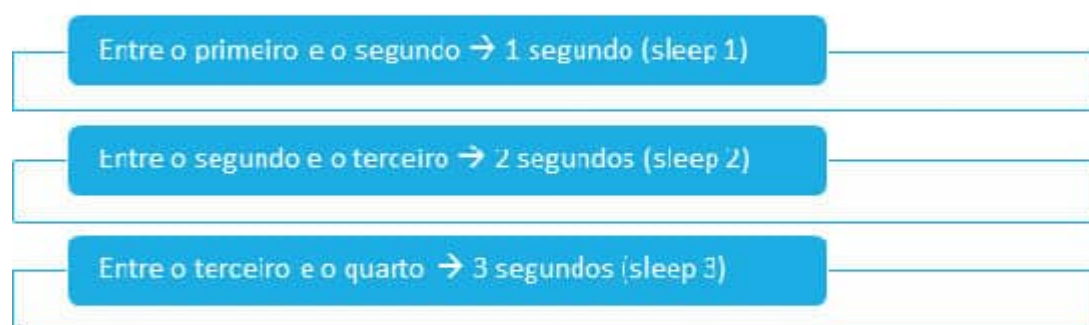 Entre o primeiro e o segundo → 1 segundo (sleep 1)
Entre o segundo e o terceiro → 2 segundos (sleep 2)
Entre o terceiro e o quarto → 3 segundos (sleep 3)